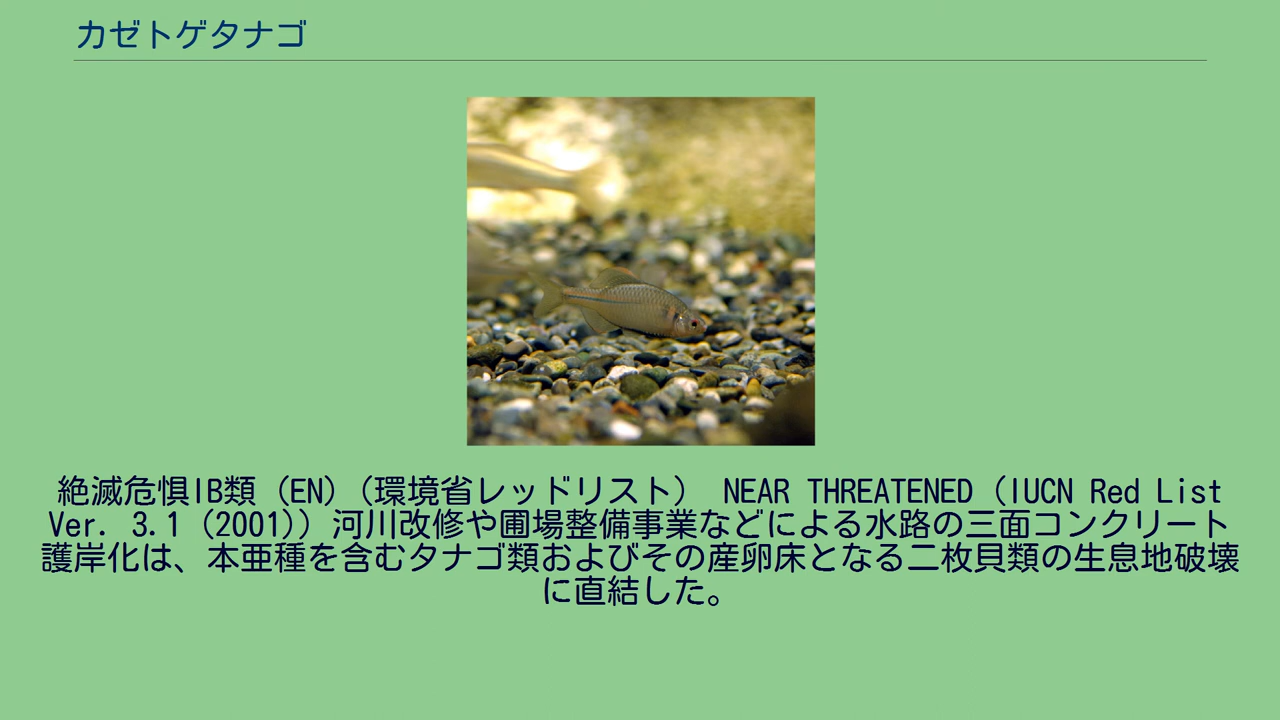 カゼトゲタナゴ
絶滅危惧IB類 (EN) (環境省レッドリスト) NEAR THREATENED (IUCN Red List
Ver. 3.1 (2001)) 河川改修や圃場整備事業などによる水路の三面コンクリート
護岸化は、本亜種を含むタナゴ類およびその産卵床となる二枚貝類の生息地破壊
に直結した。